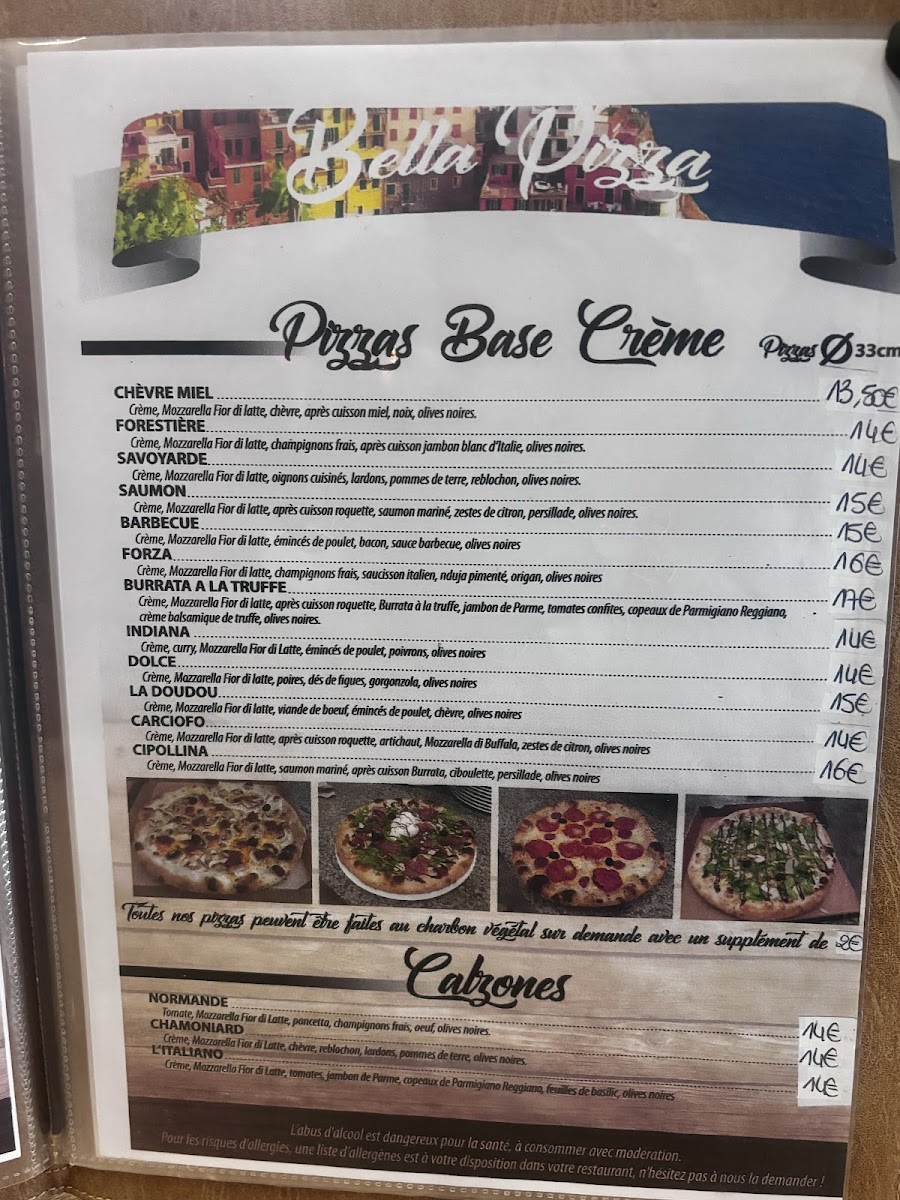 Bella Pizza
Pizzas Base Crème Pizzas Ø 33cm
CHÈVRE MIEL 13,50€
Crème, Mozzarella Fior di latte, chèvre, après cuisson miel, noix, olives noires.
FORESTIÈRE 14€
Crème, Mozzarella Fior di latte, champignons frais, après cuisson jambon blanc d'Italie, olives noires.
SAVOYARDE 14€
Crème, Mozzarella Fior di latte, oignons cuisinés, lardons, pommes de terre, reblochon, olives noires.
SAUMON 15€
Crème, Mozzarella Fior di latte, après cuisson roquette, saumon mariné, zestes de citron, persillade, olives noires.
BARBECUE 15€
Crème, Mozzarella Fior di latte, émincés de poulet, bacon, sauce barbecue, olives noires
FORZA 16€
Crème, Mozzarella Fior di latte, champignons frais, saucisson italien, nduja pimenté, origan, olives noires
BURRATA A LA TRUFFE 17€
Crème, Mozzarella Fior di latte, après cuisson roquette, Burrata à la truffe, jambon de Parme, tomates confites, copeaux de Parmigiano Reggiano,
crème balsamique de truffe, olives noires.
INDIANA 14€
Crème, curry, Mozzarella Fior di Latte, émincés de poulet, poivrons, olives noires
DOLCE 14€
Crème, Mozzarella Fior di latte, poires, dés de figues, gorgonzola, olives noires
LA DOUDOU 15€
Crème, Mozzarella Fior di latte, viande de boeuf, émincés de poulet, chèvre, olives noires
CARCIOFO 14€
Crème, Mozzarella Fior di latte, après cuisson roquette, artichaut, Mozzarella di Buffala, zestes de citron, olives noires
CIPOLLINA 16€
Crème, Mozzarella Fior di latte, saumon mariné, après cuisson Burrata, ciboulette, persillade, olives noires
Toutes nos pizzas peuvent être faites au charbon végétal sur demande avec un supplément de 2€
Calzones
NORMANDE 14€
Tomate, Mozzarella Fior di Latte, pancetta, champignons frais, oeuf, olives noires.
CHAMONIARD 14€
Crème, Mozzarella Fior di Latte, chèvre, reblochon, lardons, pommes de terre, olives noires.
L'ITALIANO 14€
Crème, Mozzarella Fior di Latte, tomates, jambon de Parme, copeaux de Parmigiano Reggiano, feuilles de basilic, olives noires
L'abus d'alcool est dangereux pour la santé, à consommer avec modération.
Pour les risques d'allergies, une liste d'allergènes est à votre disposition dans votre restaurant, n'hésitez pas à nous la demander !